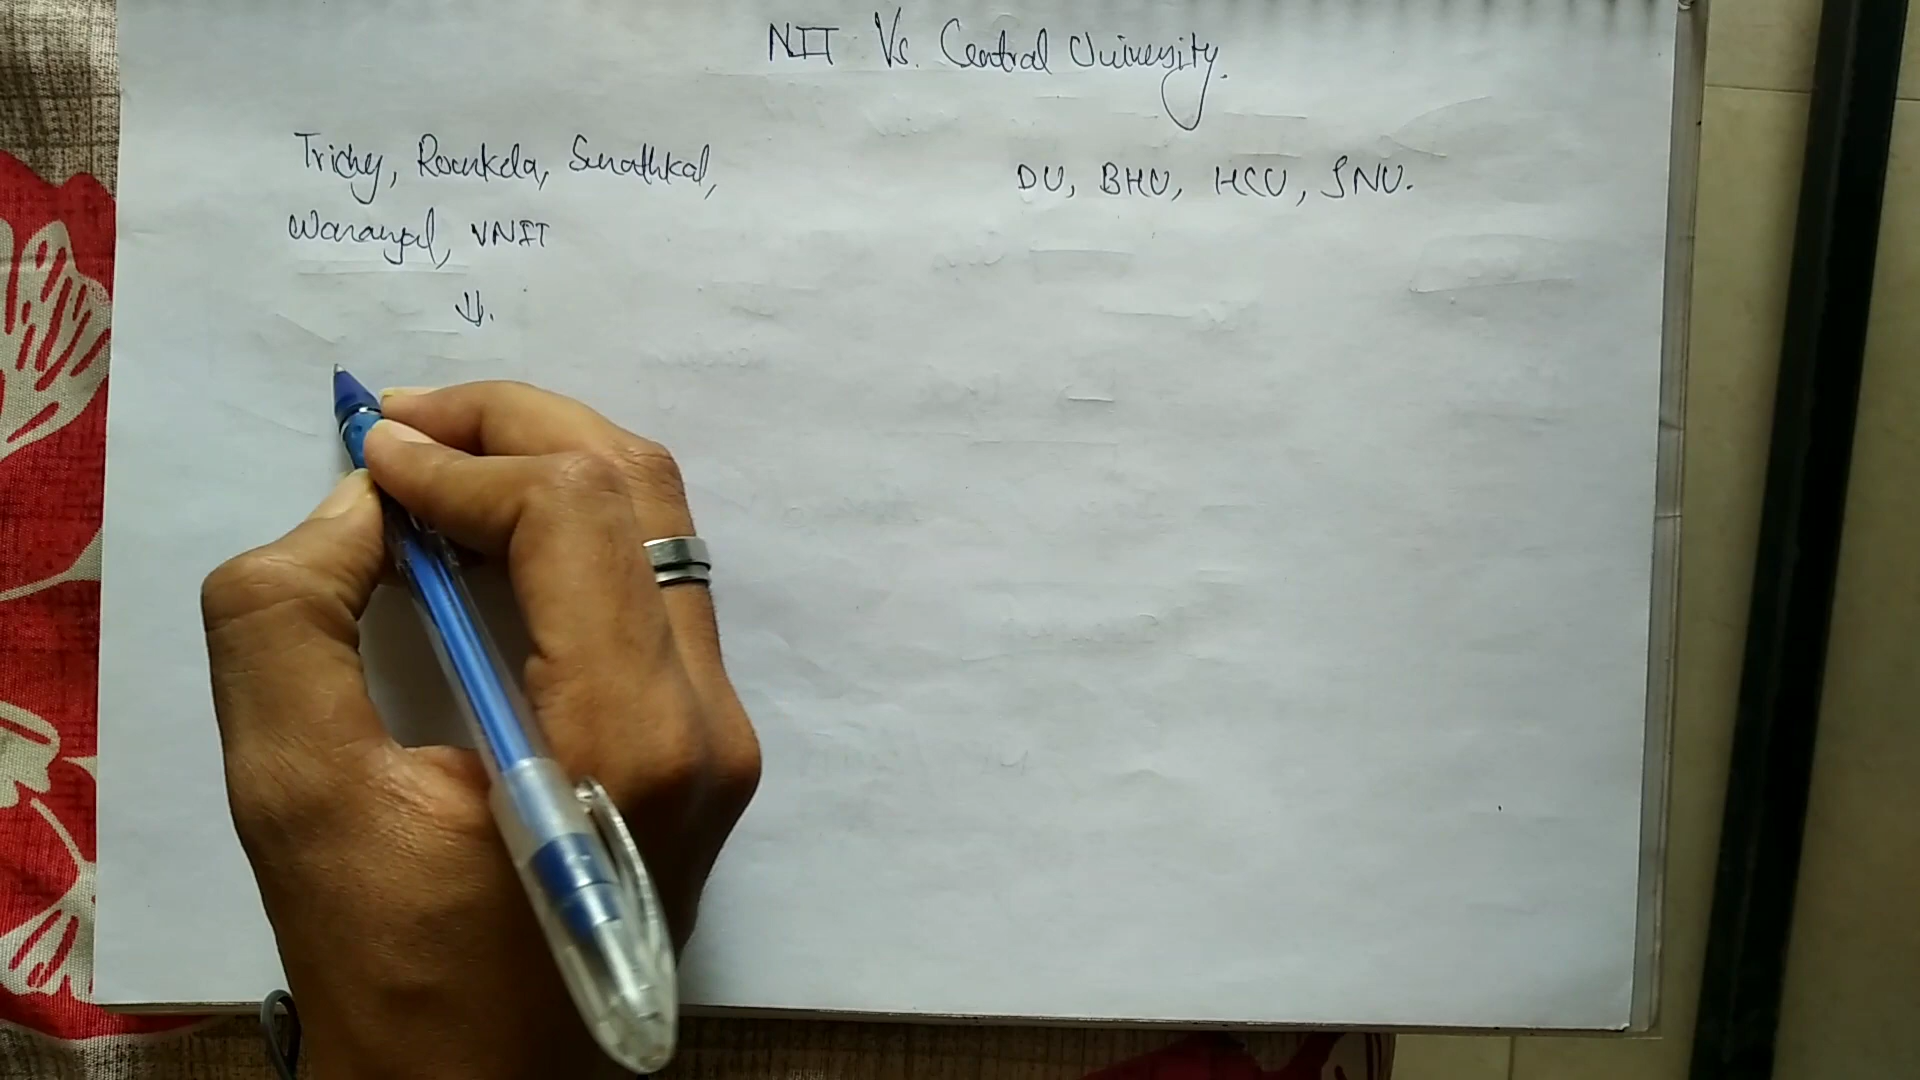 NIT Vs. Central University.
Trichy, Rourkela, Surathkal,
Warangal, VNIT
DU, BHU, HCU, JNU.